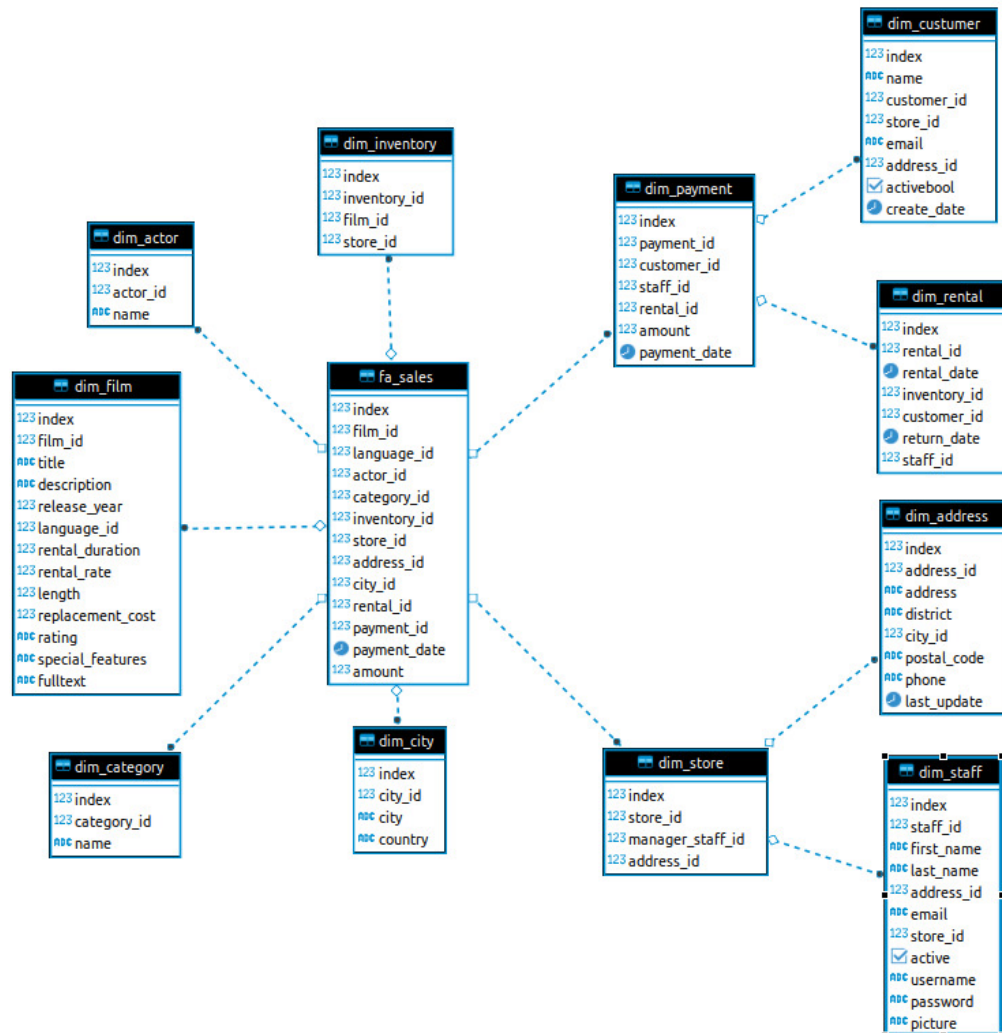 dim_custumer
123 index
ABC name
123 customer_id
123 store_id
ABC email
123 address_id
activebool
create_date
dim_inventory
123 index
123 inventory_id
123 film_id
123 store_id
dim_payment
123 index
123 payment_id
123 customer_id
123 staff_id
123 rental_id
123 amount
payment_date
dim_actor
123 index
123 actor_id
ABC name
dim_rental
123 index
123 rental_id
rental_date
123 inventory_id
123 customer_id
return_date
123 staff_id
fa_sales
123 index
123 film_id
123 language_id
123 actor_id
123 category_id
123 inventory_id
123 store_id
123 address_id
123 city_id
123 rental_id
123 payment_id
payment_date
123 amount
dim_film
123 index
123 film_id
ABC title
ABC description
123 release_year
123 language_id
123 rental_duration
123 rental_rate
123 length
123 replacement_cost
ABC rating
ABC special_features
ABC fulltext
dim_address
123 index
123 address_id
ABC address
ABC district
123 city_id
ABC postal_code
ABC phone
last_update
dim_category
123 index
123 category_id
ABC name
dim_city
123 index
123 city_id
ABC city
ABC country
dim_store
123 index
123 store_id
123 manager_staff_id
123 address_id
dim_staff
123 index
123 staff_id
ABC first_name
ABC last_name
123 address_id
ABC email
123 store_id
active
ABC username
ABC password
ABC picture